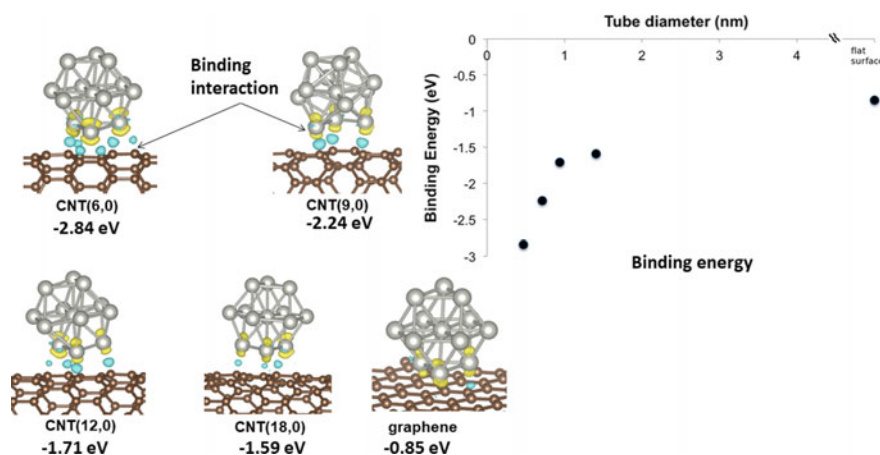 Binding
interaction
CNT(6,0)
-2.84 eV
CNT(9,0)
-2.24 eV
Tube diameter (nm)
0
1
2
3
4
flat
surface
0
-0.5
-1
-1.5
-2
-2.5
-3
Binding Energy (eV)
Binding energy
CNT(12,0)
-1.71 eV
CNT(18,0)
-1.59 eV
graphene
-0.85 eV